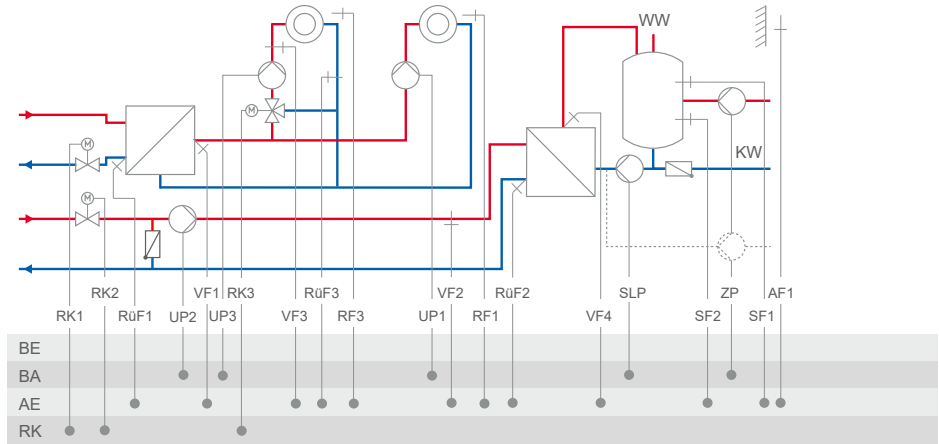 WW
M
M
KW
M
RK2 VF1 RK3 RüF3 VF2 RüF2 SLP ZP AF1
RK1 RüF1 UP2 UP3 VF3 RF3 UP1 RF1 VF4 SF2 SF1
BE
BA
AE
RK